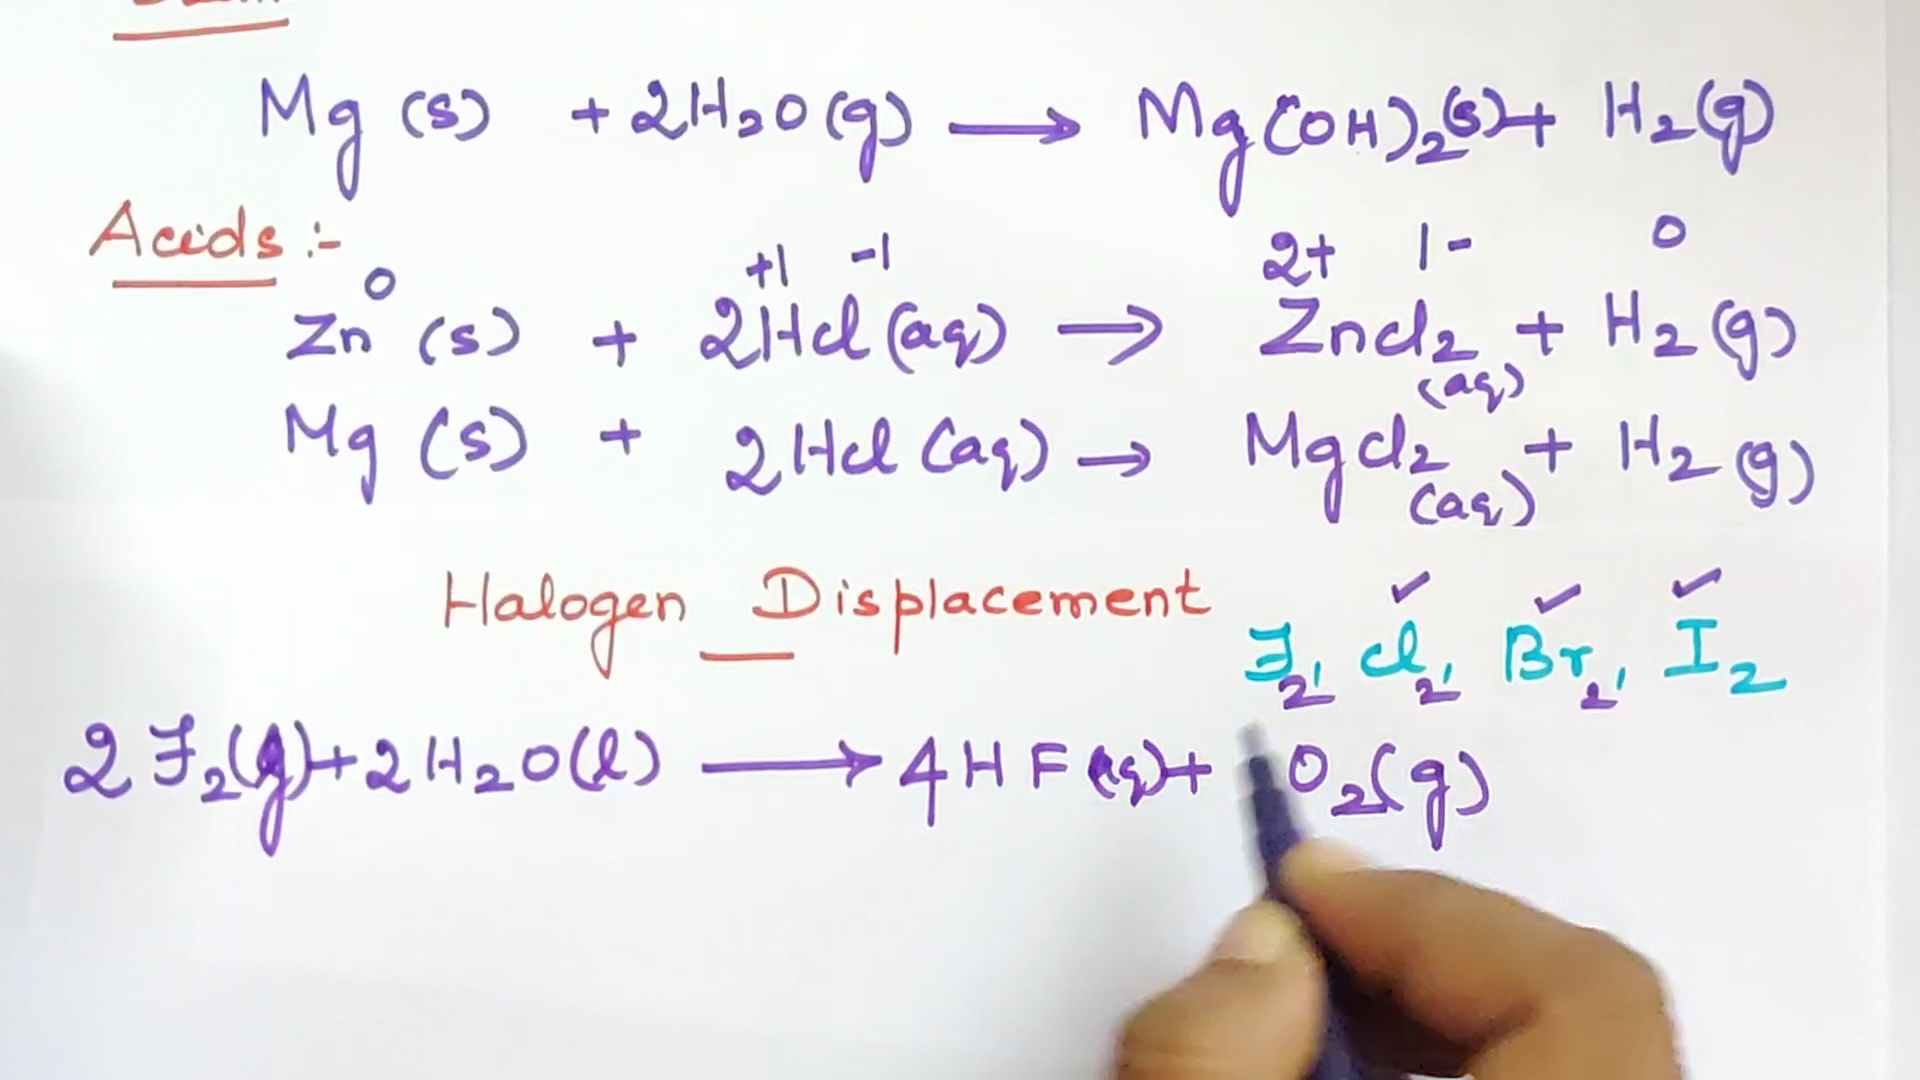 Mg (s) + 2H₂O(g) → Mg(OH)₂(s) + H₂(g)
Acids :-
0 +1 -1 2+ 1- 0
Zn (s) + 2Hcl (aq) → Zncl₂ (aq) + H₂(g)
Mg (s) + 2Hcl (aq) → Mgcl₂ (aq) + H₂(g)
Halogen Displacement
✓ ✓ ✓
F₂, cl₂, Br₂, I₂
2F₂(g) + 2H₂O(l) → 4HF(aq) + O₂(g)